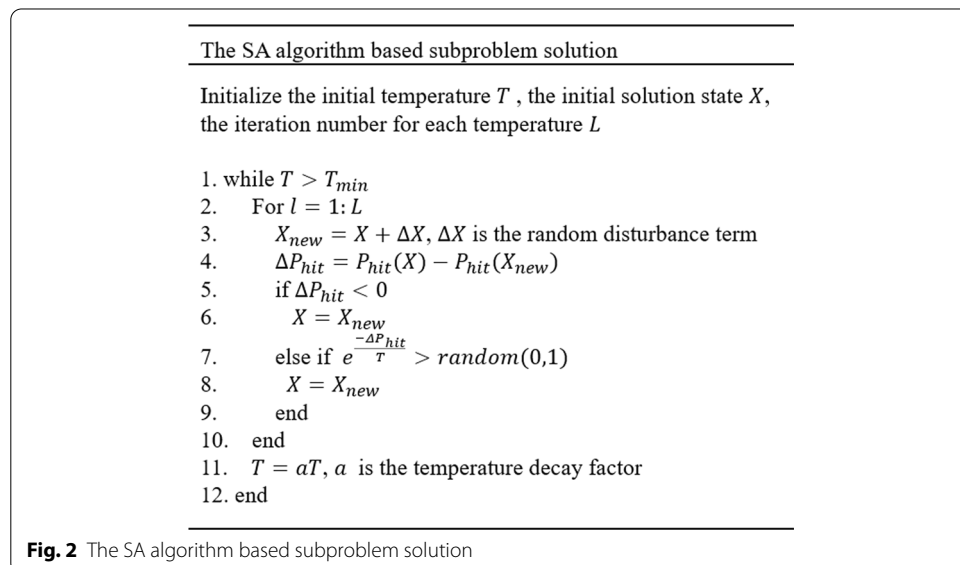 The SA algorithm based subproblem solution
Initialize the initial temperature T , the initial solution state X,
the iteration number for each temperature L
1. while T > T_min
2. For l = 1: L
3. X_new = X + ΔX, ΔX is the random disturbance term
4. ΔP_hit = P_hit(X) − P_hit(X_new)
5. if ΔP_hit < 0
6. X = X_new
7. else if e^(−ΔP_hit/T) > random(0,1)
8. X = X_new
9. end
10. end
11. T = aT, a is the temperature decay factor
12. end
Fig. 2 The SA algorithm based subproblem solution